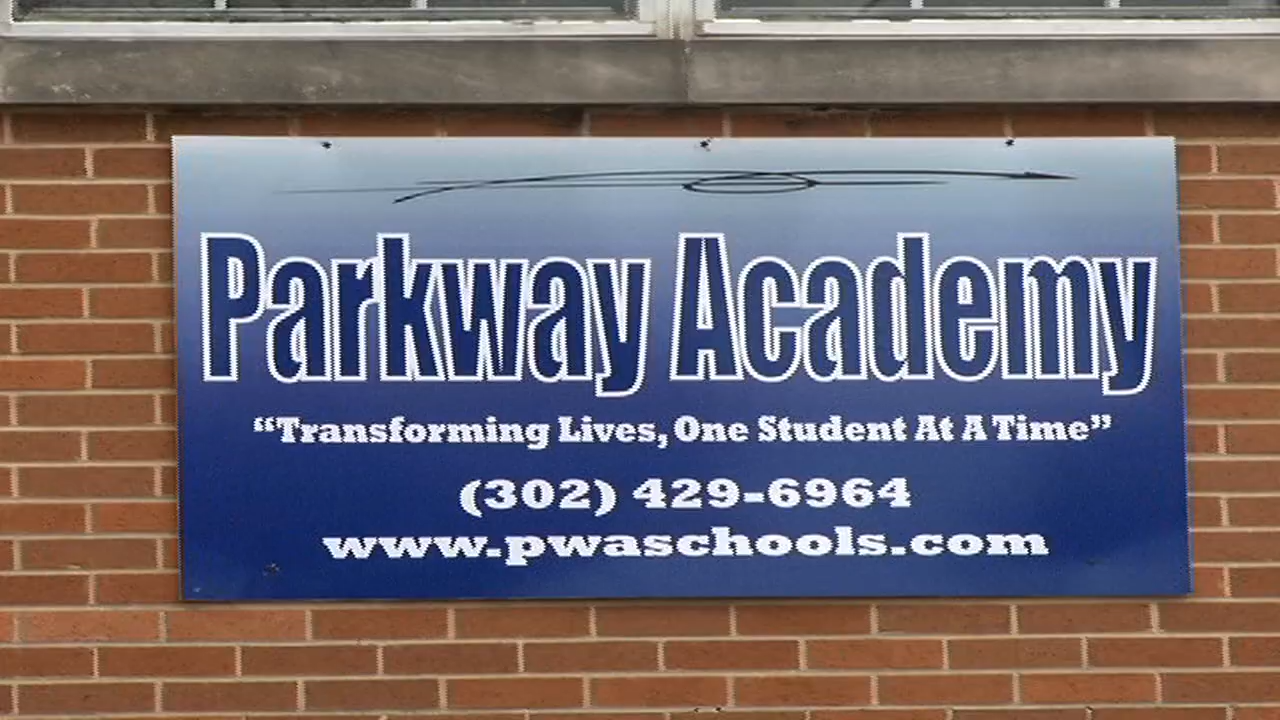 Parkway Academy
“Transforming Lives, One Student At A Time”
(302) 429-6964
www.pwaschools.com